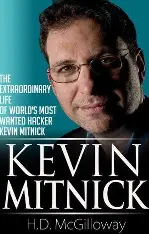 THE
EXTRAORDINARY
LIFE
OF WORLD'S MOST
WANTED HACKER
KEVIN MITNICK
KEVIN
MITNICK
H.D. McGILLOWAY